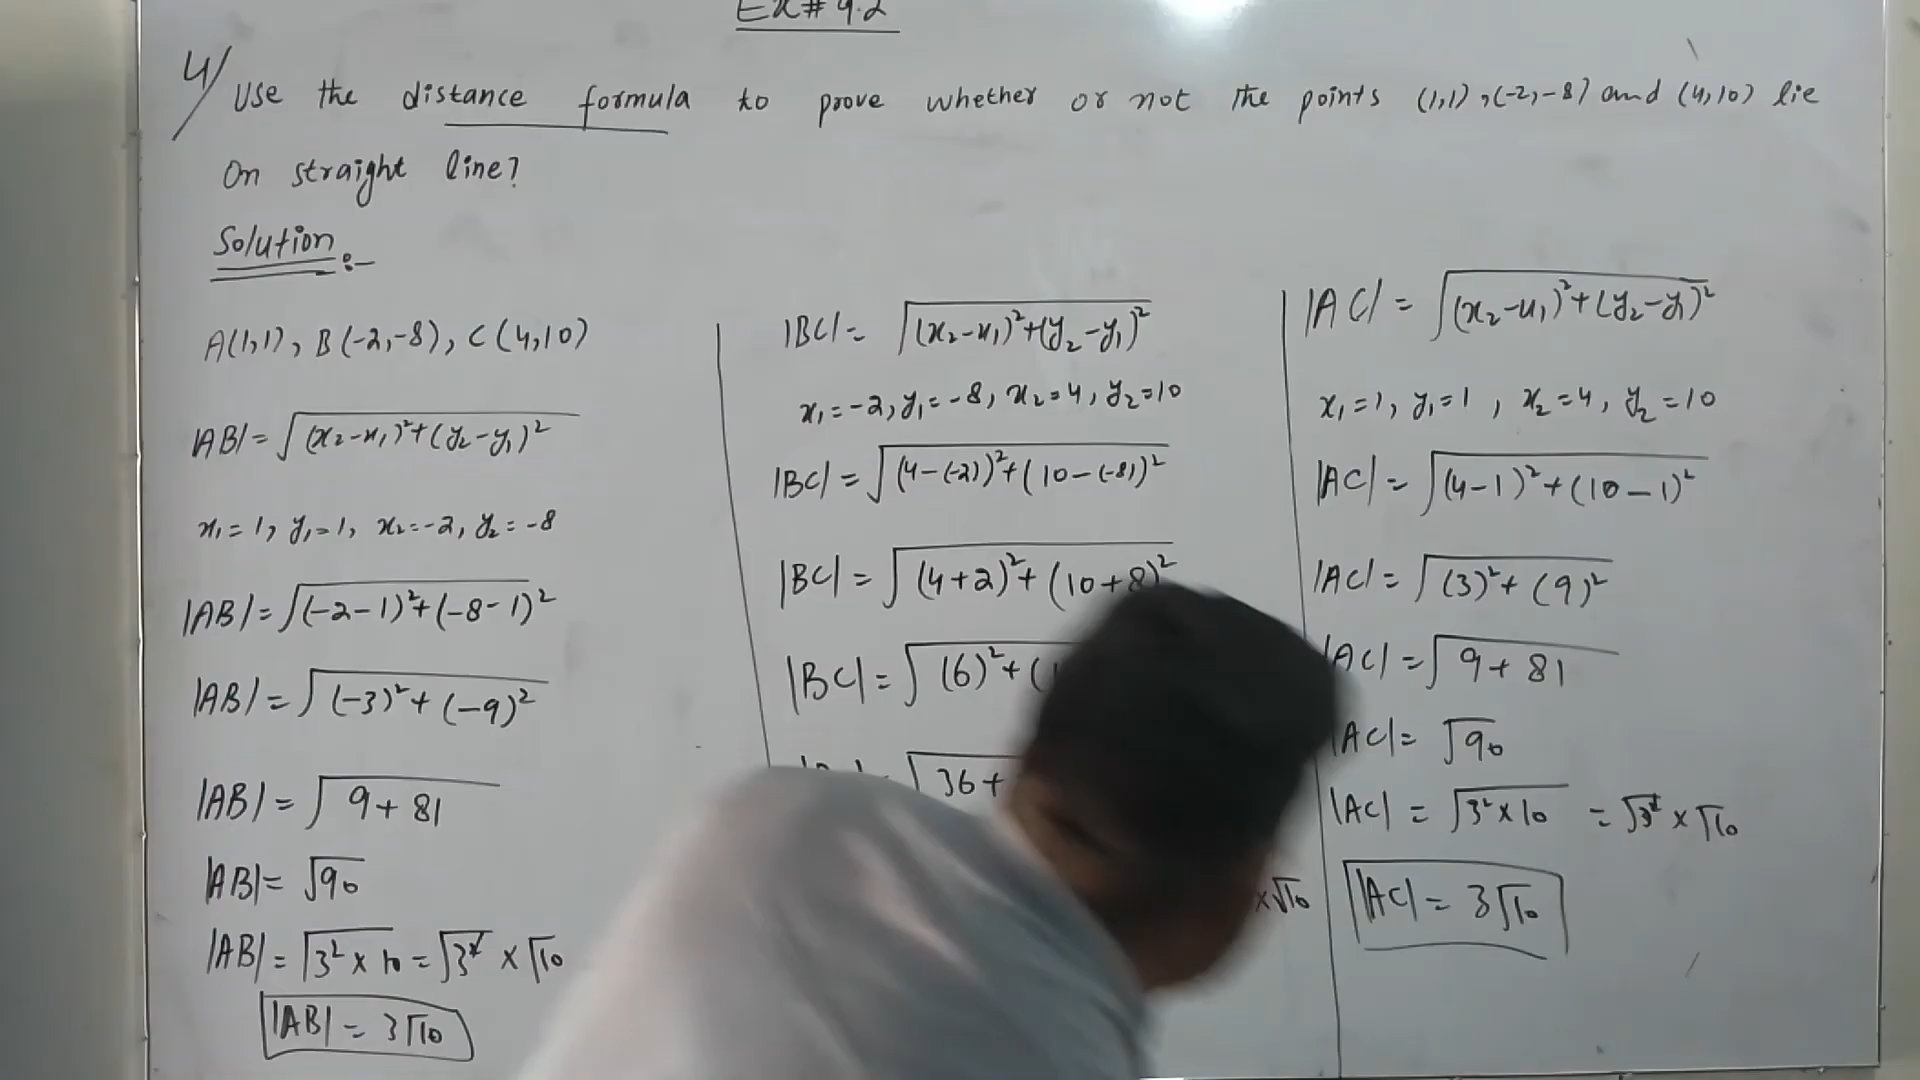 Ex# 9.2
4/ Use the distance formula to prove whether or not the points (1,1), (-2,-8) and (4,10) lie
On straight line?
Solution:-
A(1,1), B(-2,-8), C(4,10)
|AB| = √(x₂-x₁)²+(y₂-y₁)²
x₁=1, y₁=1, x₂=-2, y₂=-8
|AB| = √(-2-1)²+(-8-1)²
|AB| = √(-3)²+(-9)²
|AB| = √9+81
|AB| = √90
|AB| = √3²×10 = √3²×√10
|AB| = 3√10
|BC| = √(x₂-x₁)²+(y₂-y₁)²
x₁=-2, y₁=-8, x₂=4, y₂=10
|BC| = √(4-(-2))²+(10-(-8))²
|BC| = √(4+2)²+(10+8)²
|BC| = √(6)²+(
√36+
×√10
|AC| = √(x₂-x₁)²+(y₂-y₁)²
x₁=1, y₁=1, x₂=4, y₂=10
|AC| = √(4-1)²+(10-1)²
|AC| = √(3)²+(9)²
|AC| = √9+81
|AC| = √90
|AC| = √3²×10 = √3²×√10
|AC| = 3√10